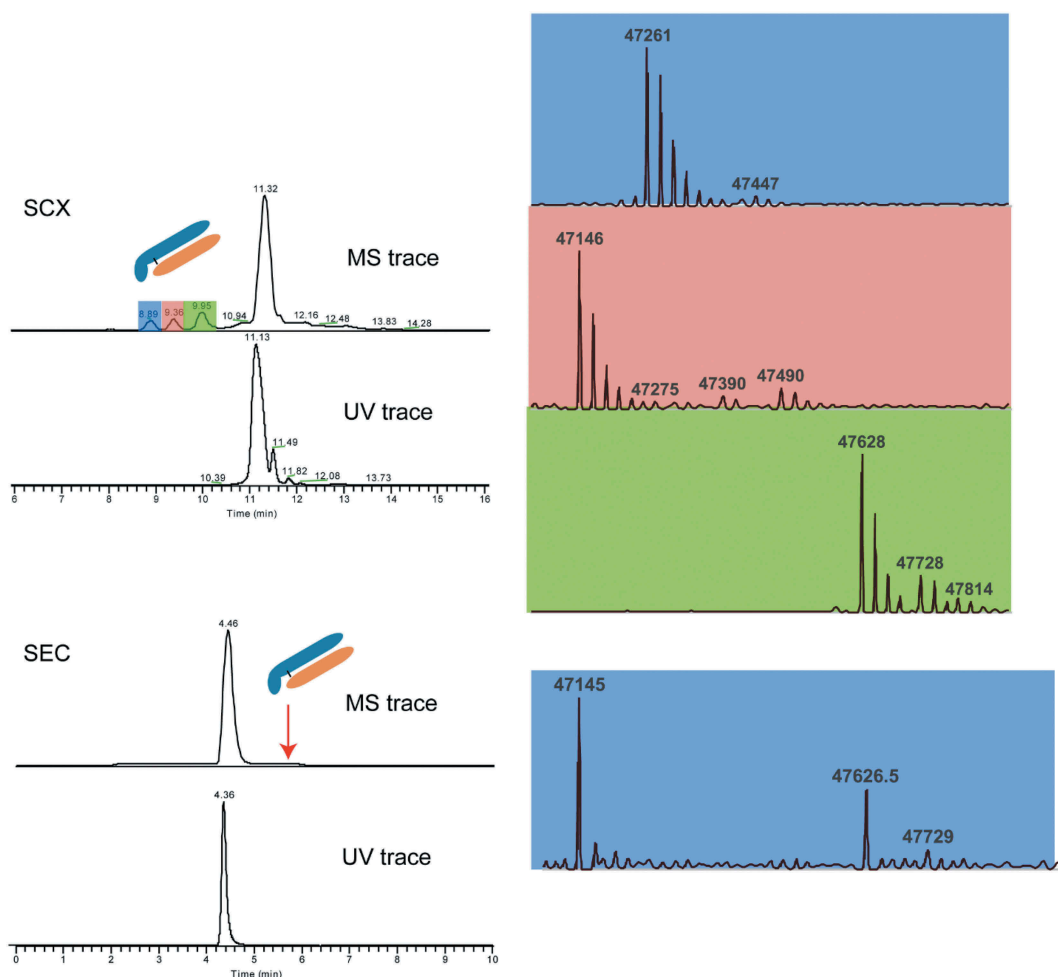 SCX
11.32
MS trace
8.89
9.36
9.95
10.94
12.16
12.48
13.83
14.28
11.13
UV trace
11.49
10.39
11.82
12.08
13.73
6 7 8 9 10 11 12 13 14 15 16
Time (min)
SEC
4.46
MS trace
4.36
UV trace
0 1 2 3 4 5 6 7 8 9 10
Time (min)
47261
47447
47146
47275
47390
47490
47628
47728
47814
47145
47626.5
47729